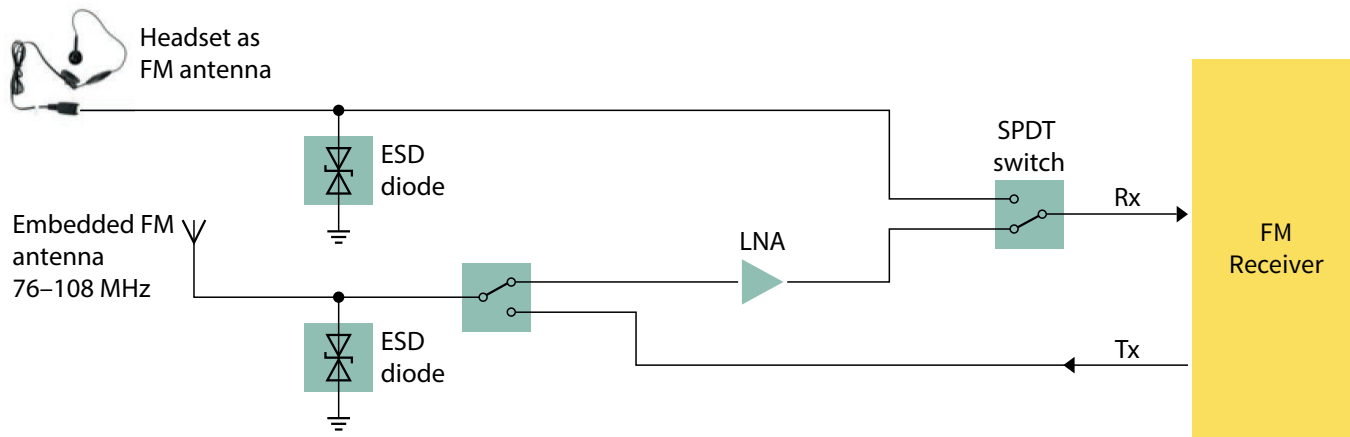 Headset as
FM antenna
ESD
diode
SPDT
switch
Rx
Embedded FM
antenna
76–108 MHz
LNA
FM
Receiver
ESD
diode
Tx